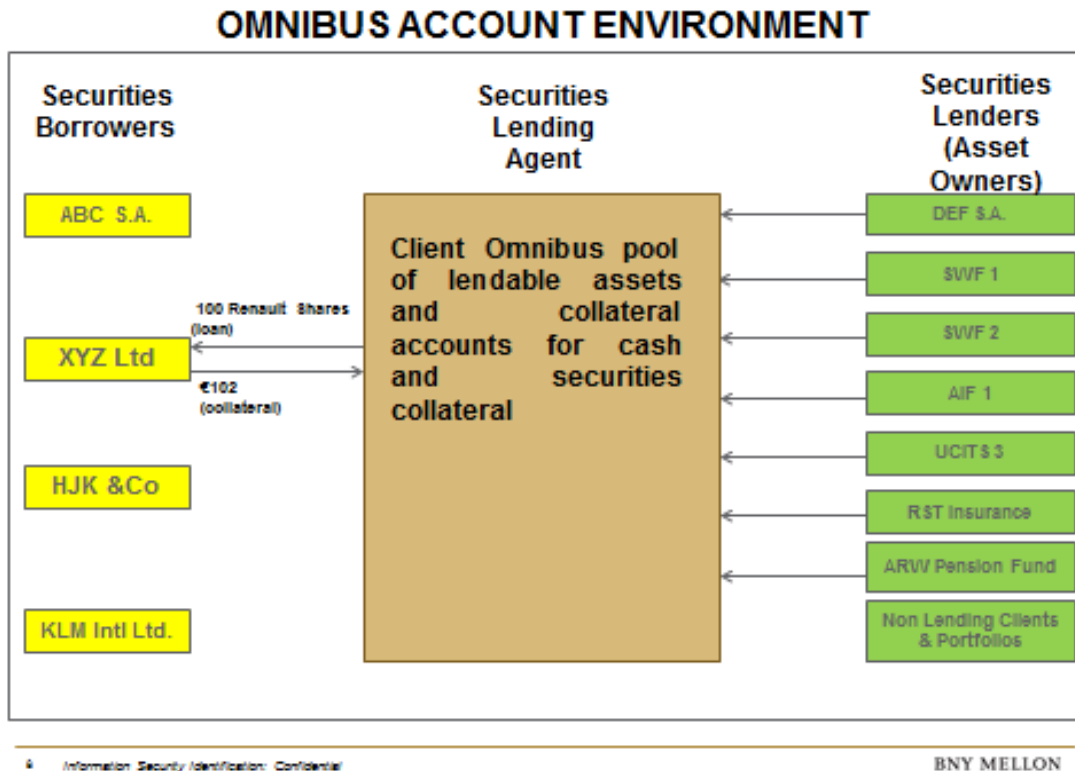 OMNIBUS ACCOUNT ENVIRONMENT
Securities
Borrowers
Securities
Lending
Agent
Securities
Lenders
(Asset
Owners)
ABC S.A.
XYZ Ltd
HJK &Co
KLM Intl Ltd.
100 Renault Shares
(loan)
€102
(collateral)
Client Omnibus pool
of lendable assets
and collateral
accounts for cash
and securities
collateral
DEF S.A.
SWF 1
SWF 2
AIF 1
UCITS 3
RST Insurance
ARW Pension Fund
Non Lending Clients
& Portfolios
Information Security Identification: Confidential
BNY MELLON